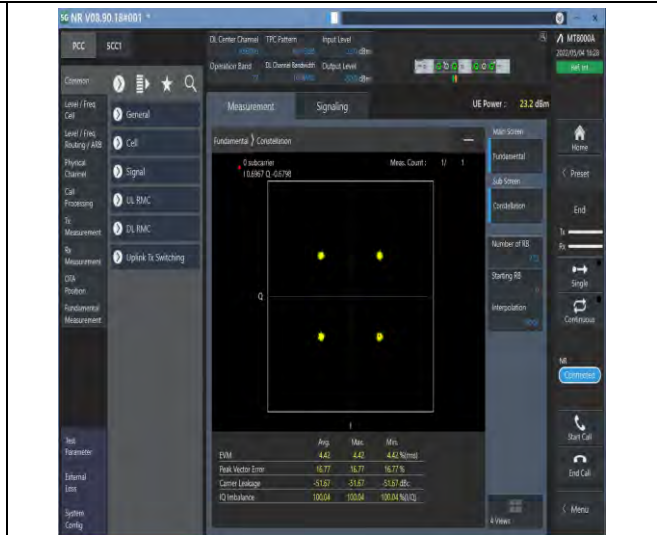 5G NR V08.90.18#001 *
PCC
SCC1
DL Center Channel
TPC Pattern
Input Level
dBm
Operation Band
DL Channel Bandwidth
Output Level
dBm
MT8000A
2022/05/04 16:28
Common
Level / Freq
Cell
Level / Freq
Routing / ARB
Physical
Channel
Call
Processing
Tx
Measurement
Rx
Measurement
OTA
Position
Fundamental
Measurement
Test
Parameter
External
Loss
System
Config
General
Cell
Signal
UL RMC
DL RMC
Uplink Tx Switching
Measurement
Signaling
UE Power : 23.2 dBm
Fundamental
Constellation
0 subcarrier
I 0.6967 Q -0.6798
Meas. Count : 1/ 1
Q
I
Avg. Max. Min.
EVM 4.42 4.42 4.42 %(rms)
Peak Vector Error 16.77 16.77 16.77 %
Carrier Leakage -51.67 -51.67 -51.67 dBc
IQ Imbalance 100.04 100.04 100.04 %(I/Q)
Main Screen
Fundamental
Sub Screen
Constellation
Number of RB
Starting RB
Interpolation
4 Views
Home
Preset
End
Tx
Rx
Single
Continuous
NR
Connected
Start Call
End Call
Menu